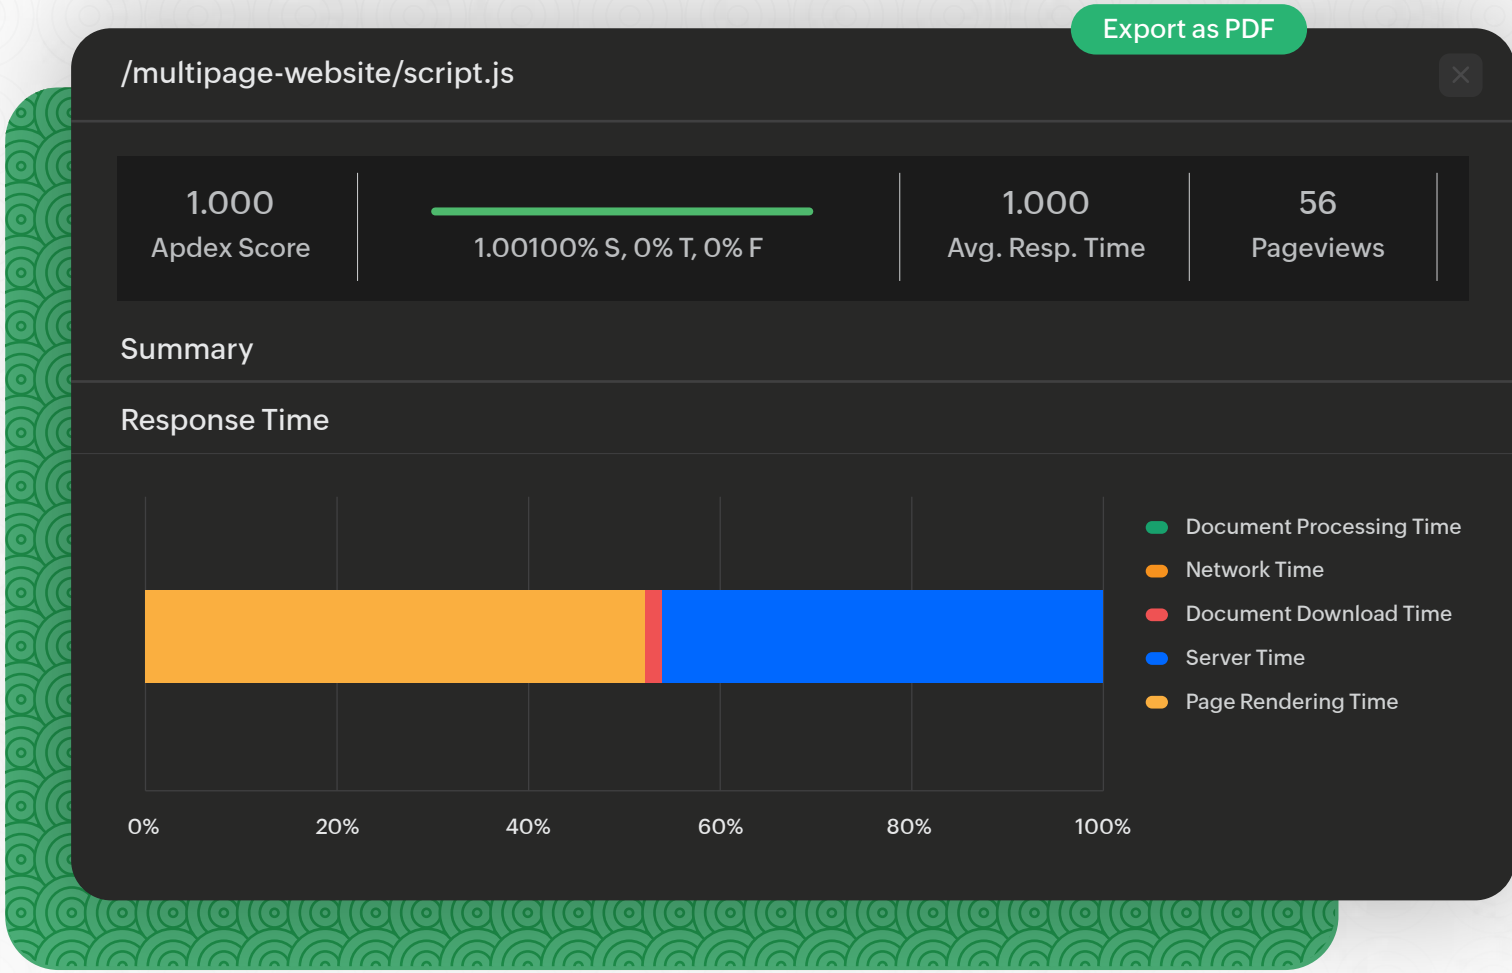 Export as PDF
/multipage-website/script.js
1.000
Apdex Score
1.00100% S, 0% T, 0% F
1.000
Avg. Resp. Time
56
Pageviews
Summary
Response Time
Document Processing Time
Network Time
Document Download Time
Server Time
Page Rendering Time
0% 20% 40% 60% 80% 100%